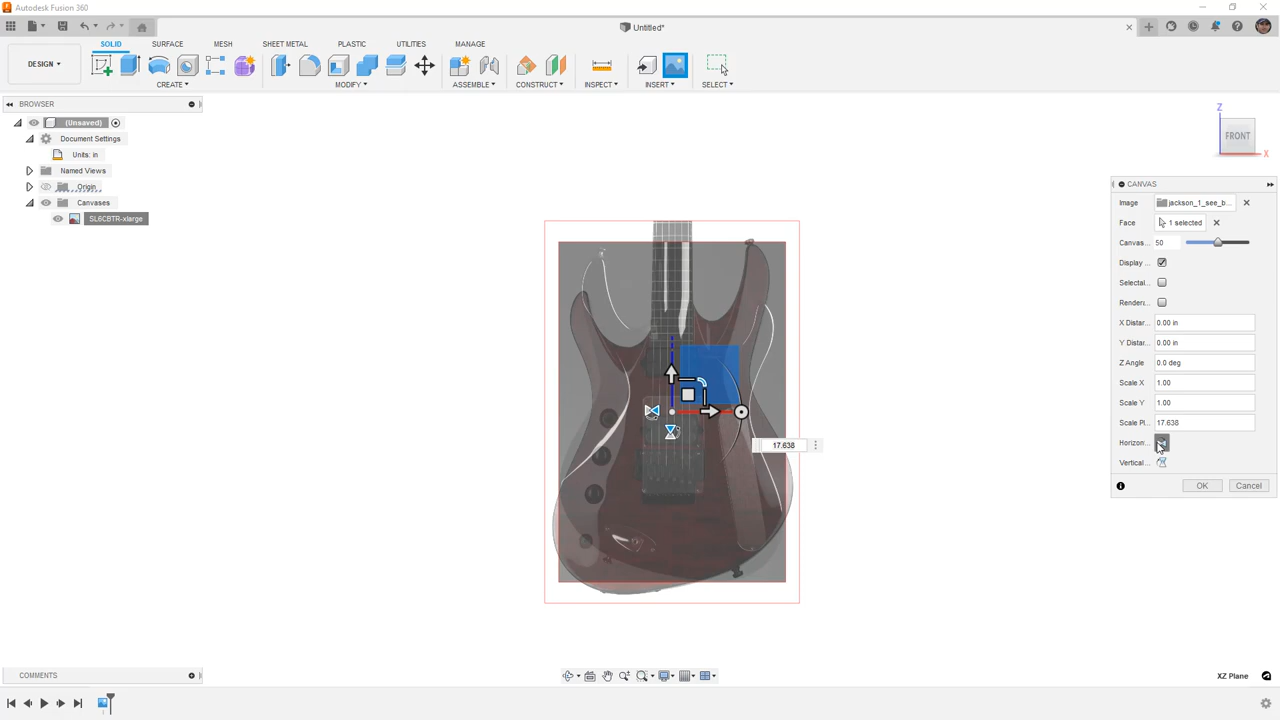 Autodesk Fusion 360
Untitled*
DESIGN
SOLID
SURFACE
MESH
SHEET METAL
PLASTIC
UTILITIES
MANAGE
CREATE
MODIFY
ASSEMBLE
CONSTRUCT
INSPECT
INSERT
SELECT
BROWSER
(Unsaved)
Document Settings
Units: in
Named Views
Origin
Canvases
SL6CBTR-xlarge
Z
FRONT
X
17.638
CANVAS
Image jackson_1_see_b...
Face 1 selected
Canvas... 50
Display ...
Selectal...
Renderi...
X Distar... 0.00 in
Y Distar... 0.00 in
Z Angle 0.0 deg
Scale X 1.00
Scale Y 1.00
Scale Pl... 17.638
Horizon...
Vertical ...
OK Cancel
COMMENTS
XZ Plane